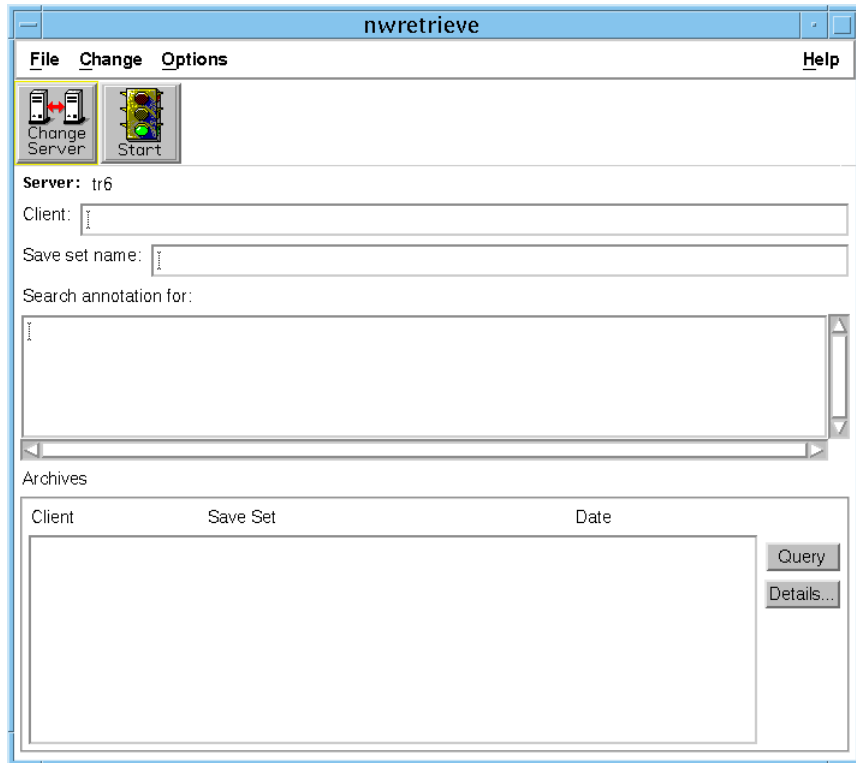 nwretrieve
File Change Options Help
Change Server
Start
Server: tr6
Client:
Save set name:
Search annotation for:
Archives
Client Save Set Date
Query
Details...